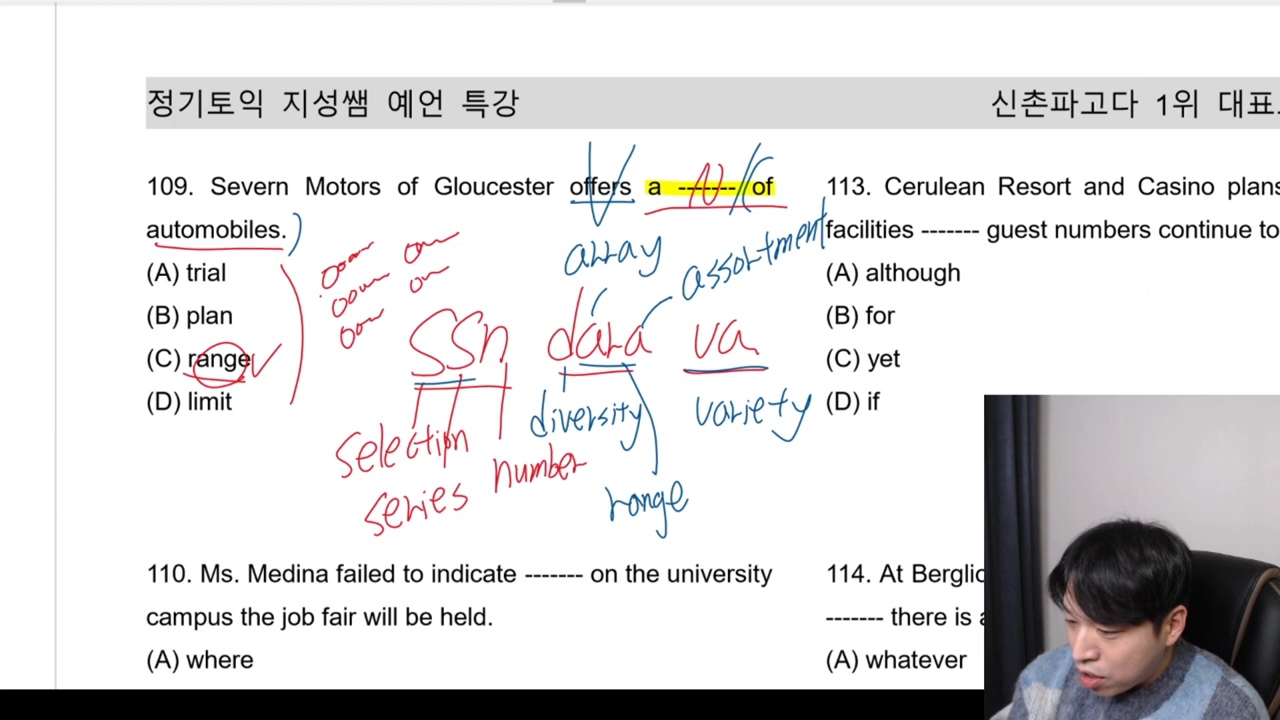 정기토익 지성쌤 예언 특강
신촌파고다 1위 대표
109. Severn Motors of Gloucester offers a ------- of
automobiles.
(A) trial
(B) plan
(C) range
(D) limit
V
N
array
assortment
SSn dara va
selection
series
number
diversity
range
variety
110. Ms. Medina failed to indicate ------- on the university
campus the job fair will be held.
(A) where
113. Cerulean Resort and Casino plans
facilities ------- guest numbers continue to
(A) although
(B) for
(C) yet
(D) if
114. At Berglio
------- there is a
(A) whatever